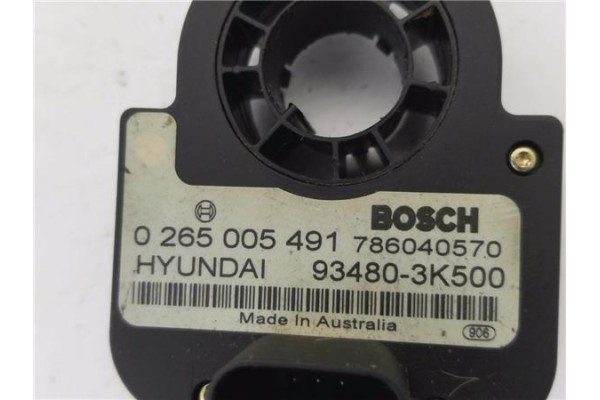 BOSCH
0 265 005 491 786040570
HYUNDAI 93480-3K500
Made In Australia
906